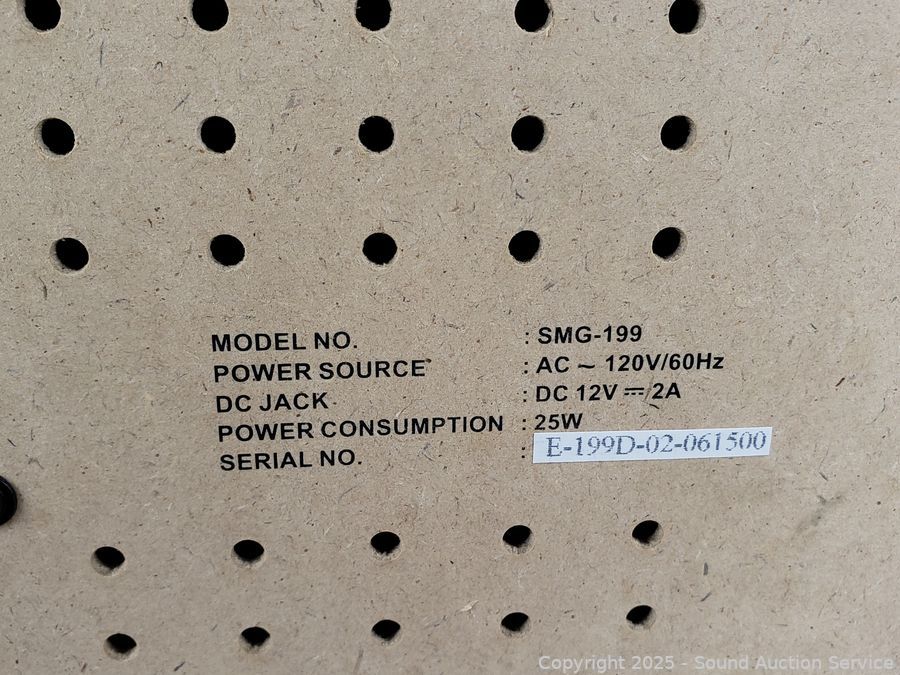 MODEL NO. : SMG-199
POWER SOURCE : AC ~ 120V/60Hz
DC JACK : DC 12V ⎓ 2A
POWER CONSUMPTION : 25W
SERIAL NO. : E-199D-02-061500
Copyright 2025 - Sound Auction Service